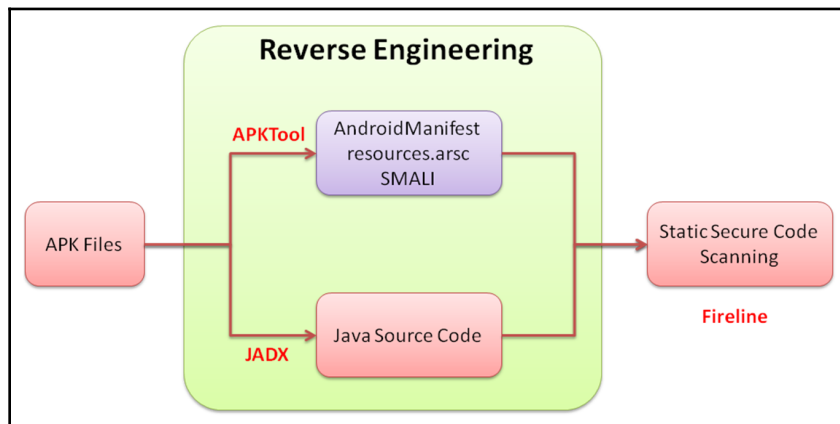 Reverse Engineering
APKTool
AndroidManifest
resources.arsc
SMALI
APK Files
Static Secure Code
Scanning
Fireline
Java Source Code
JADX